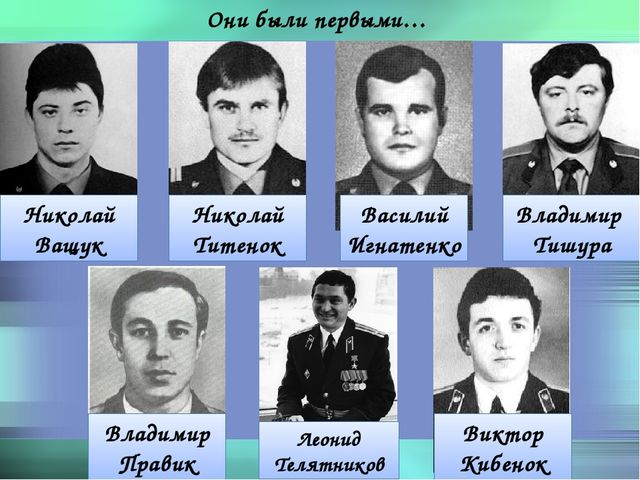 Они были первыми...
Николай
Ващук
Николай
Титенок
Василий
Игнатенко
Владимир
Тишура
Владимир
Правик
Леонид
Телятников
Виктор
Кибенок